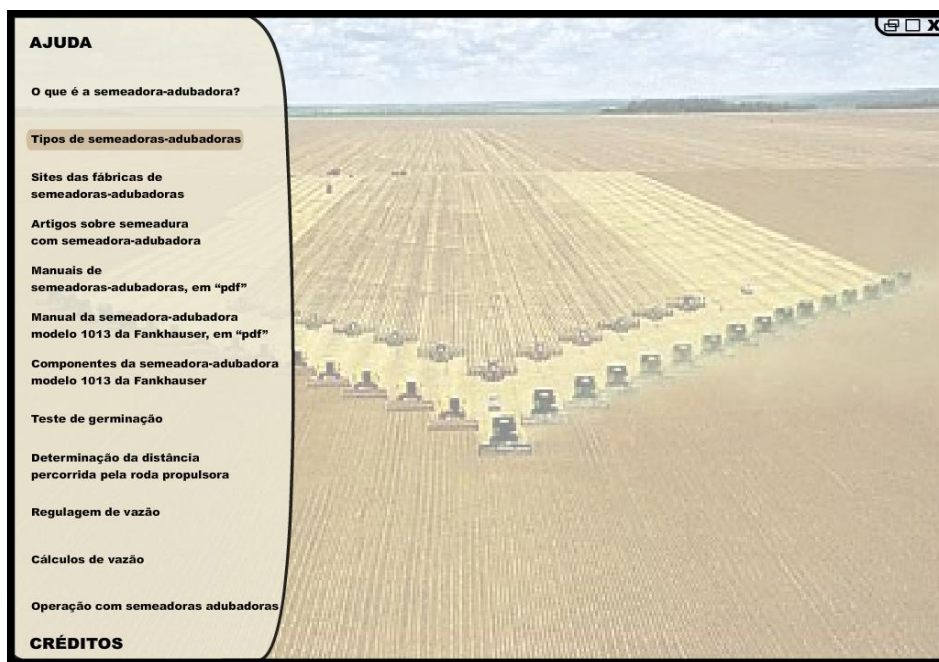 AJUDA
O que é a semeadora-adubadora?
Tipos de semeadoras-adubadoras
Sites das fábricas de
semeadoras-adubadoras
Artigos sobre semeadura
com semeadora-adubadora
Manuais de
semeadoras-adubadoras, em “pdf”
Manual da semeadora-adubadora
modelo 1013 da Fankhauser, em “pdf”
Componentes da semeadora-adubadora
modelo 1013 da Fankhauser
Teste de germinação
Determinação da distância
percorrida pela roda propulsora
Regulagem de vazão
Cálculos de vazão
Operação com semeadoras adubadoras
CRÉDITOS